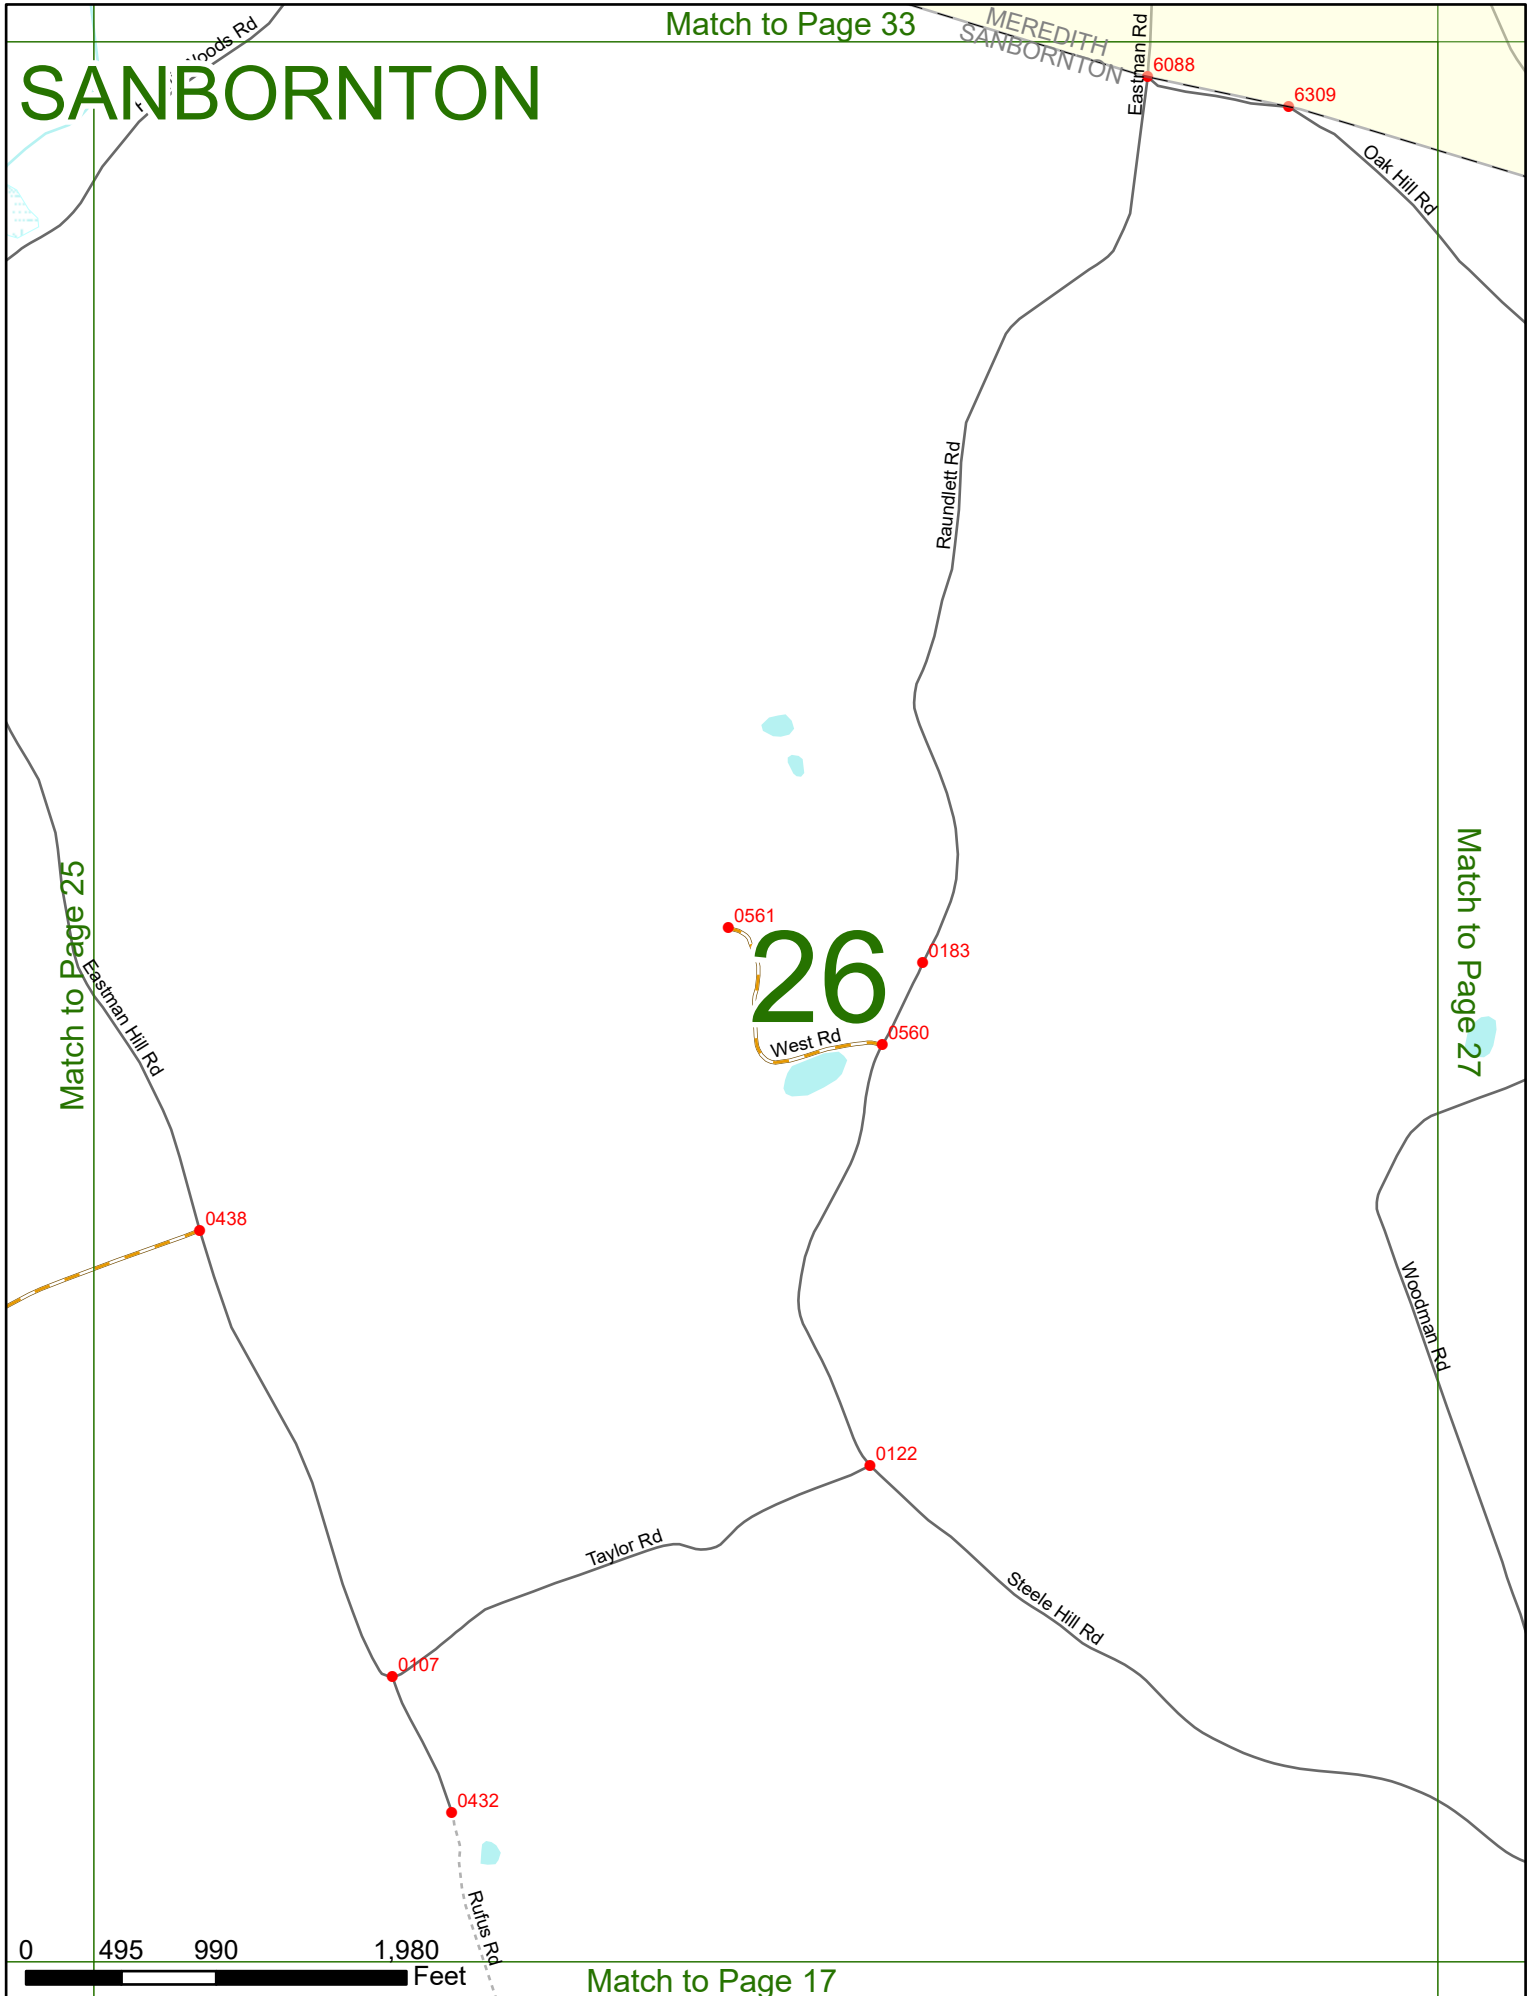 Match to Page 33
MEREDITH
SANBORNTON
Eastman Rd
6088
6309
Oak Hill Rd
Woods Rd
SANBORNTON
Raundlett Rd
Match to Page 25
Eastman Hill Rd
0561
26
0183
West Rd
0560
Match to Page 27
0438
Woodman Rd
0122
Taylor Rd
Steele Hill Rd
0107
0432
Rufus Rd
0 495 990 1,980
Feet
Match to Page 17